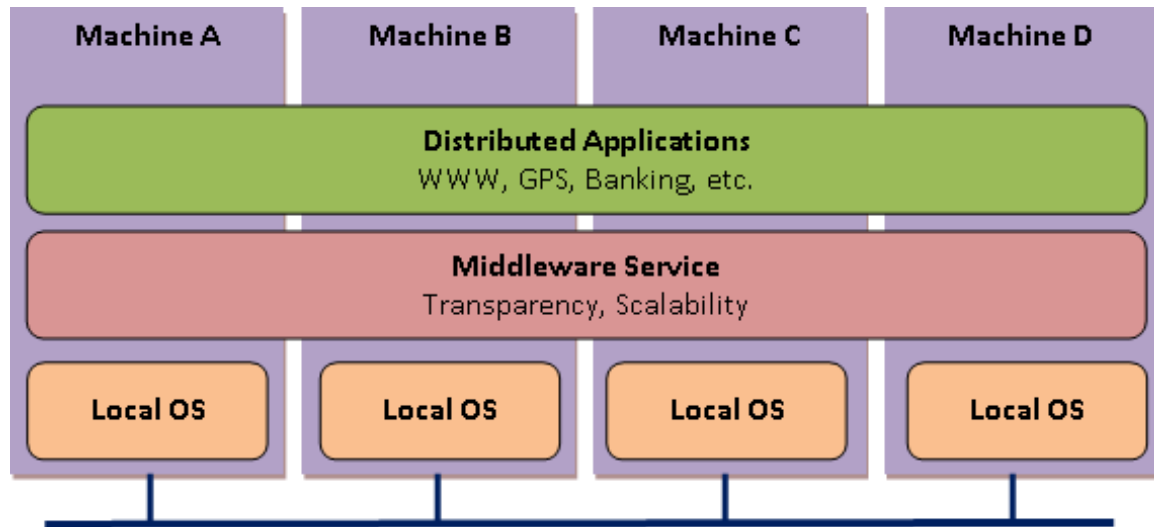 Machine A
Machine B
Machine C
Machine D
Distributed Applications
WWW, GPS, Banking, etc.
Middleware Service
Transparency, Scalability
Local OS
Local OS
Local OS
Local OS